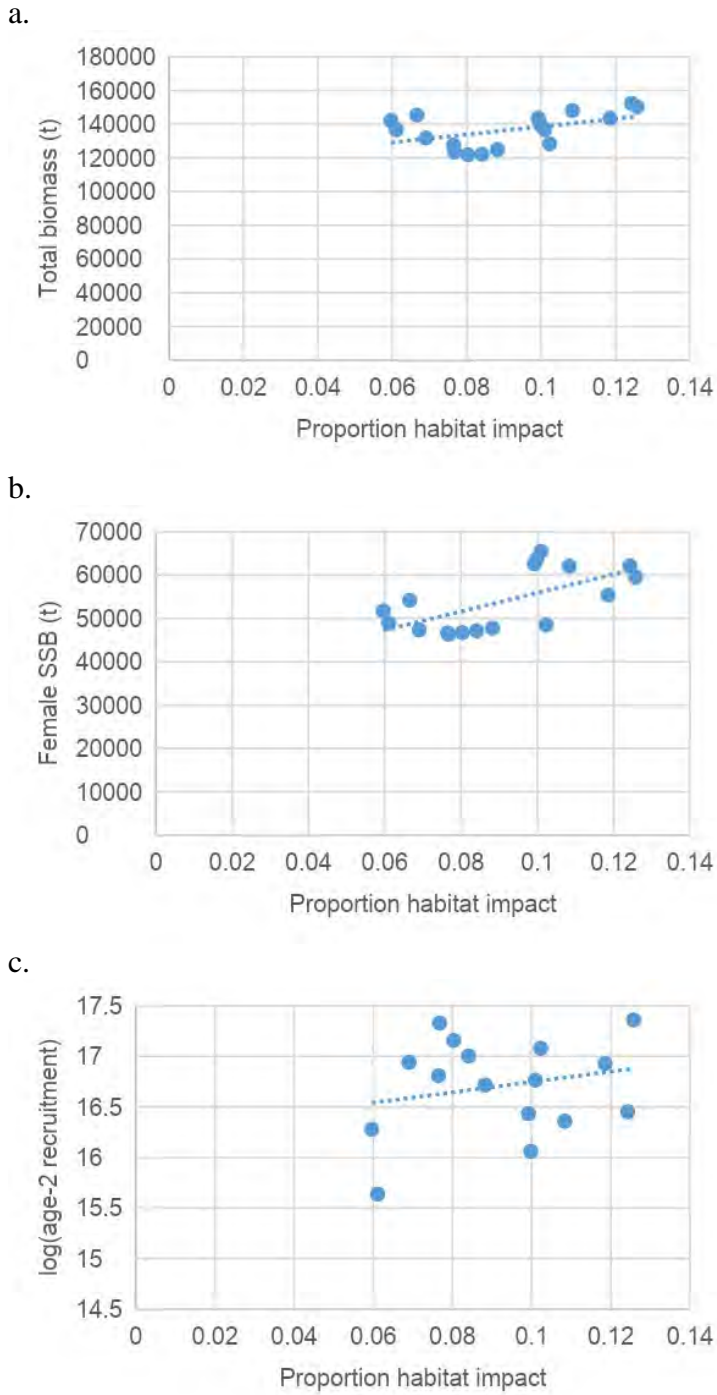 a.
180000
160000
140000
120000
100000
80000
60000
40000
20000
0
Total biomass (t)
0 0.02 0.04 0.06 0.08 0.1 0.12 0.14
Proportion habitat impact
b.
70000
60000
50000
40000
30000
20000
10000
0
Female SSB (t)
0 0.02 0.04 0.06 0.08 0.1 0.12 0.14
Proportion habitat impact
c.
17.5
17
16.5
16
15.5
15
14.5
log(age-2 recruitment)
0 0.02 0.04 0.06 0.08 0.1 0.12 0.14
Proportion habitat impact